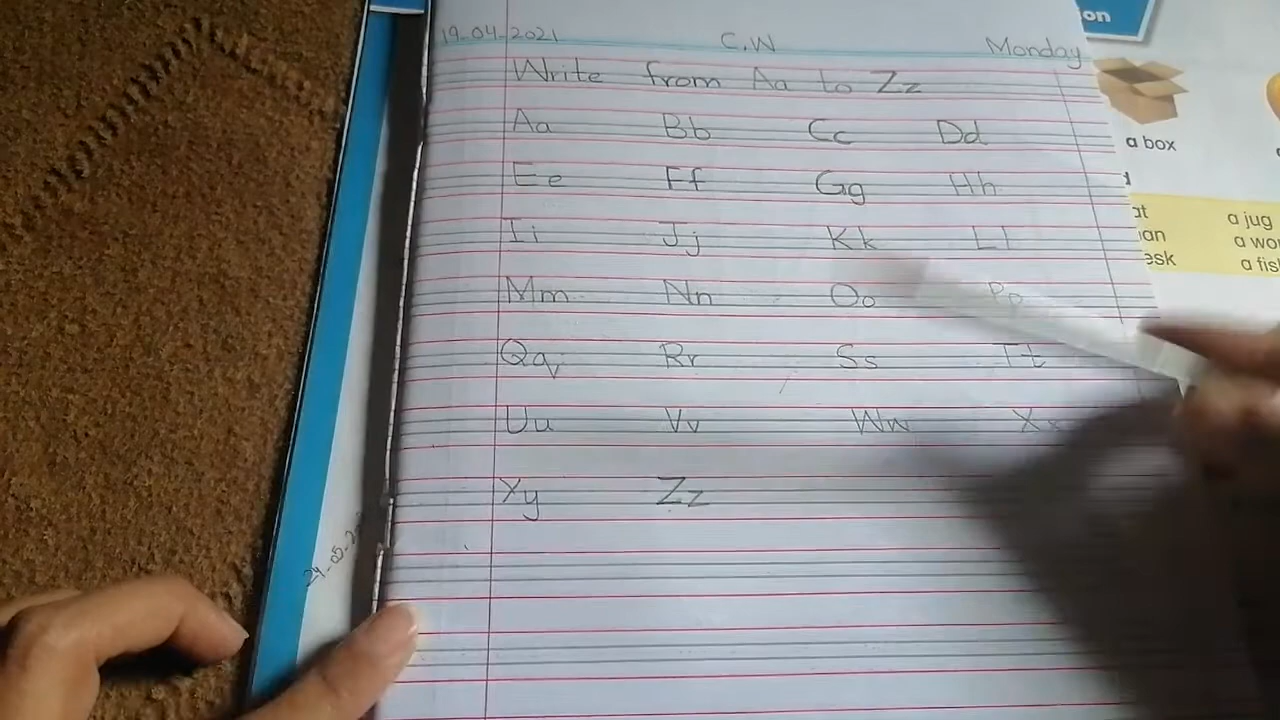 19-04-2021 C.W Monday
Write from Aa to Zz
Aa Bb Cc Dd
Ee Ff Gg Hh
Ii Jj Kk Ll
Mm Nn Oo Pp
Qq Rr Ss Tt
Uu Vv Ww Xx
Yy Zz
on
a box
a jug